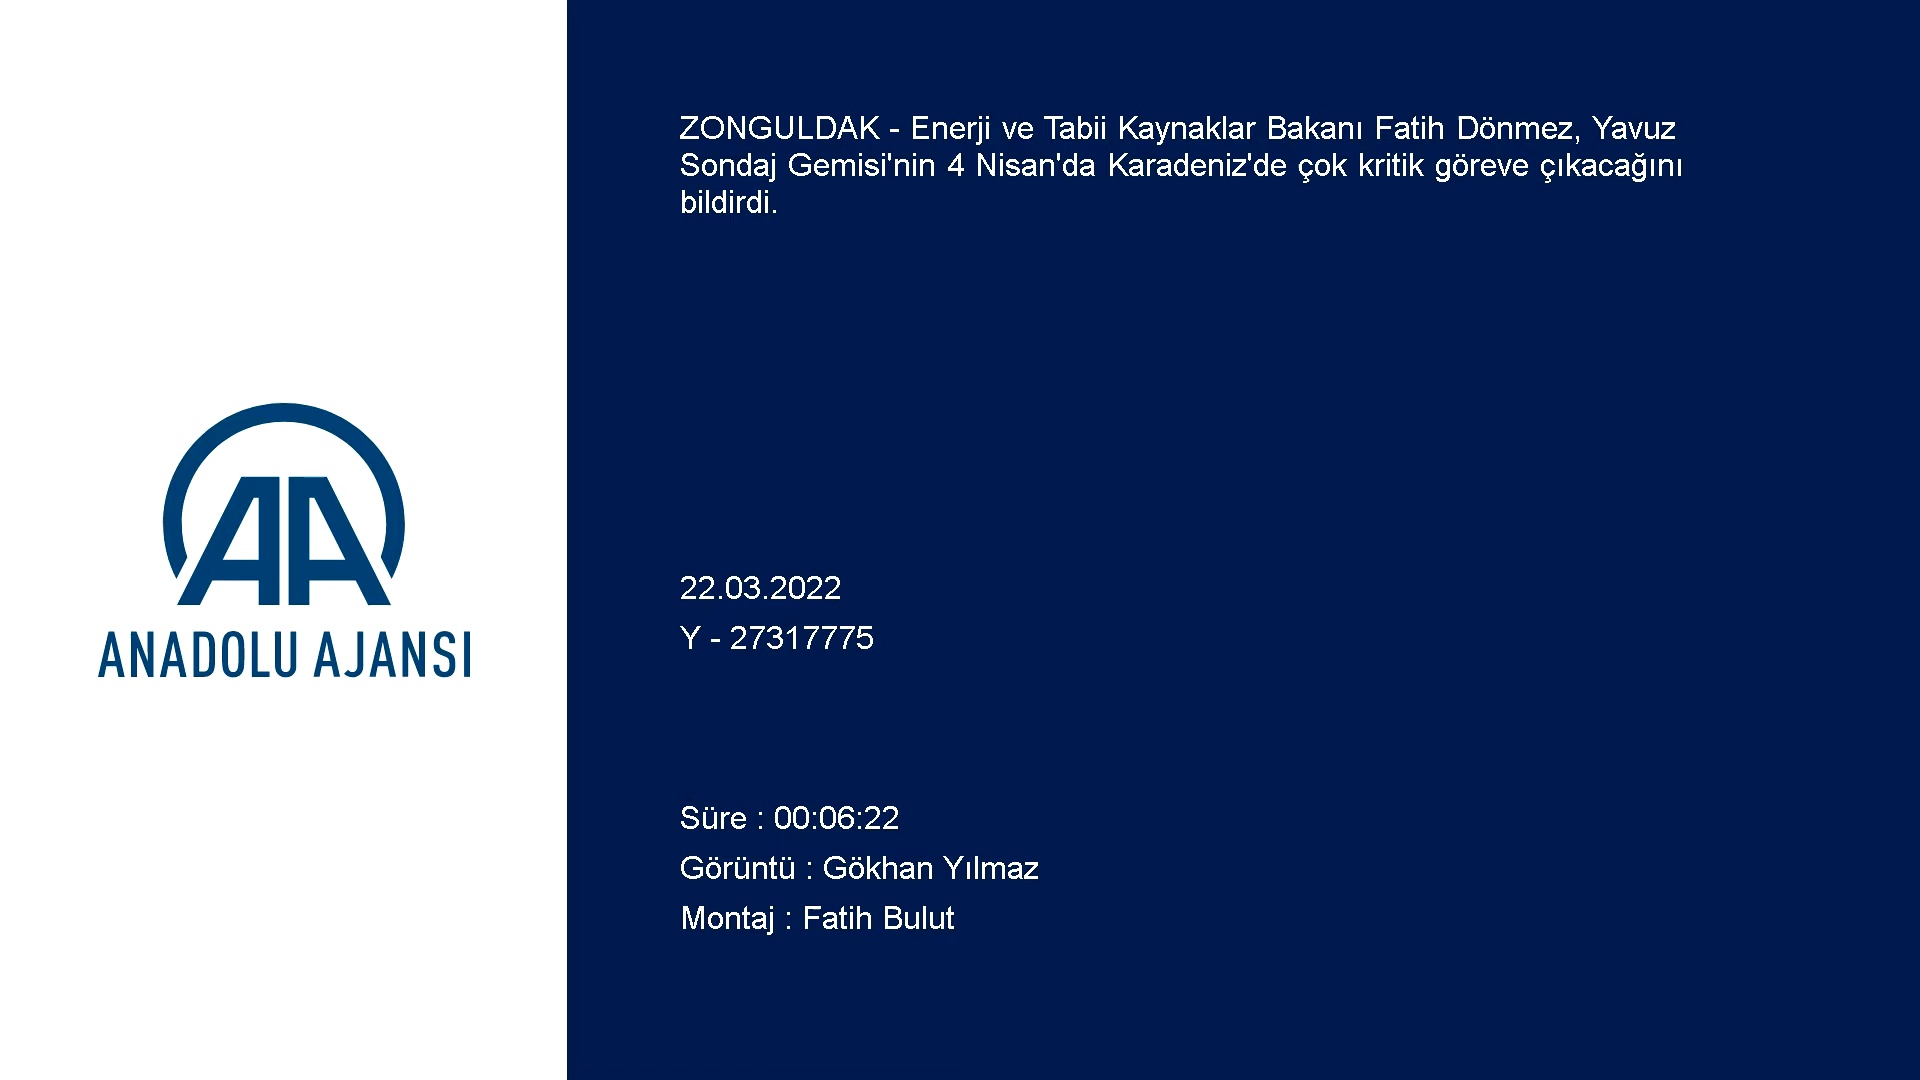 ZONGULDAK - Enerji ve Tabii Kaynaklar Bakanı Fatih Dönmez, Yavuz
Sondaj Gemisi'nin 4 Nisan'da Karadeniz'de çok kritik göreve çıkacağını
bildirdi.
AA
ANADOLU AJANSI
22.03.2022
Y - 27317775
Süre : 00:06:22
Görüntü : Gökhan Yılmaz
Montaj : Fatih Bulut